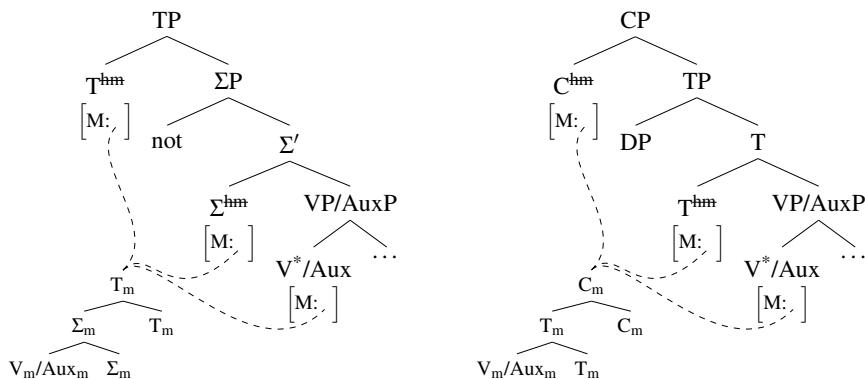 TP
T^hm ΣP
[M: ]
not Σ′
Σ^hm VP/AuxP
[M: ]
V*/Aux ...
[M: ]
T_m
Σ_m T_m
V_m/Aux_m Σ_m
CP
C^hm TP
[M: ]
DP T
T^hm VP/AuxP
[M: ]
V*/Aux ...
[M: ]
C_m
T_m C_m
V_m/Aux_m T_m